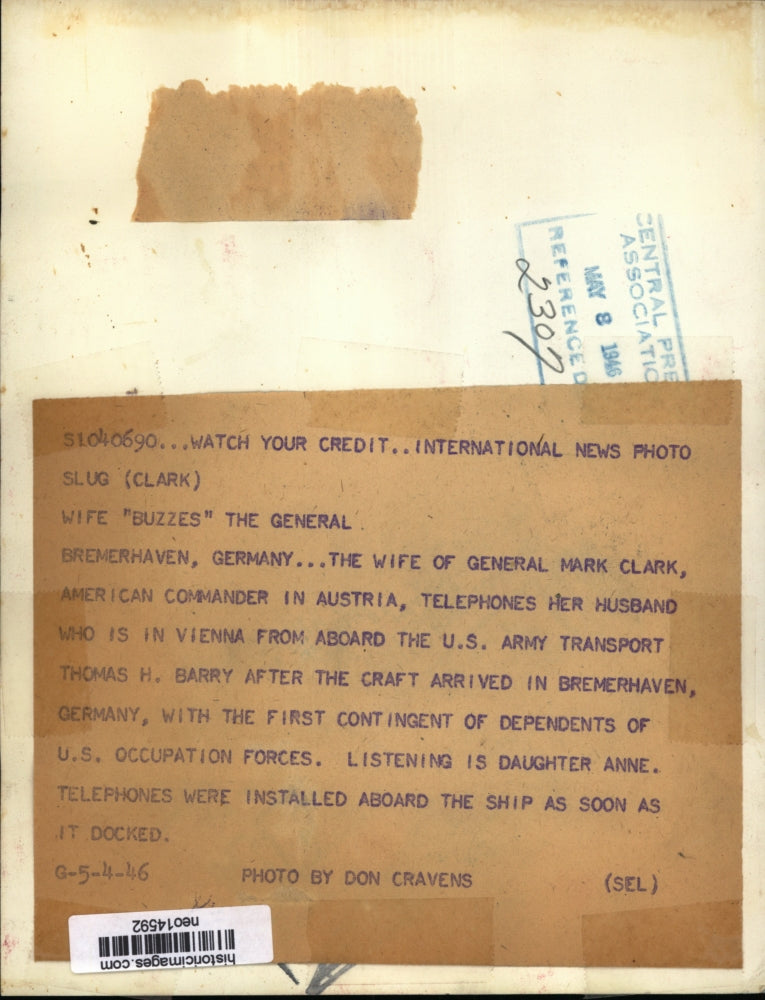 CENTRAL PRE
ASSOCIATIO
MAY 8 1946
REFERENCE D
2307
S1040690...WATCH YOUR CREDIT..INTERNATIONAL NEWS PHOTO
SLUG (CLARK)
WIFE "BUZZES" THE GENERAL
BREMERHAVEN, GERMANY...THE WIFE OF GENERAL MARK CLARK,
AMERICAN COMMANDER IN AUSTRIA, TELEPHONES HER HUSBAND
WHO IS IN VIENNA FROM ABOARD THE U.S. ARMY TRANSPORT
THOMAS H. BARRY AFTER THE CRAFT ARRIVED IN BREMERHAVEN,
GERMANY, WITH THE FIRST CONTINGENT OF DEPENDENTS OF
U.S. OCCUPATION FORCES. LISTENING IS DAUGHTER ANNE.
TELEPHONES WERE INSTALLED ABOARD THE SHIP AS SOON AS
IT DOCKED.
G-5-4-46 PHOTO BY DON CRAVENS (SEL)
historicimages.com
neo14592